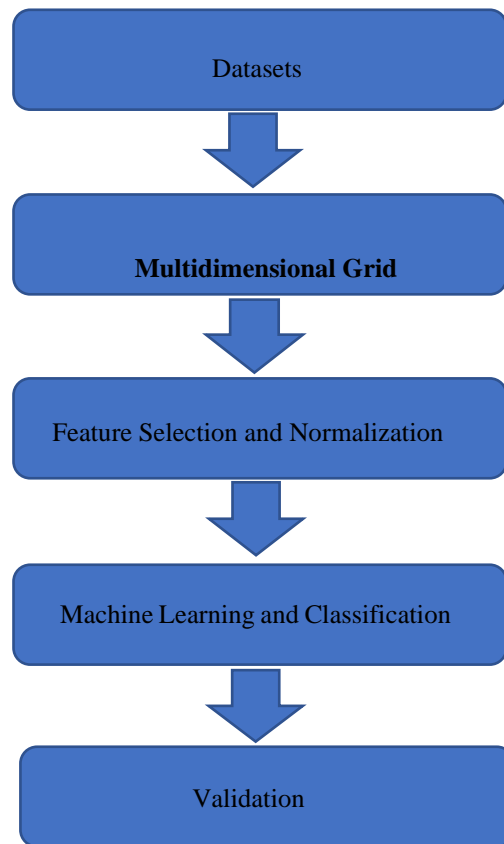 Datasets
Multidimensional Grid
Feature Selection and Normalization
Machine Learning and Classification
Validation